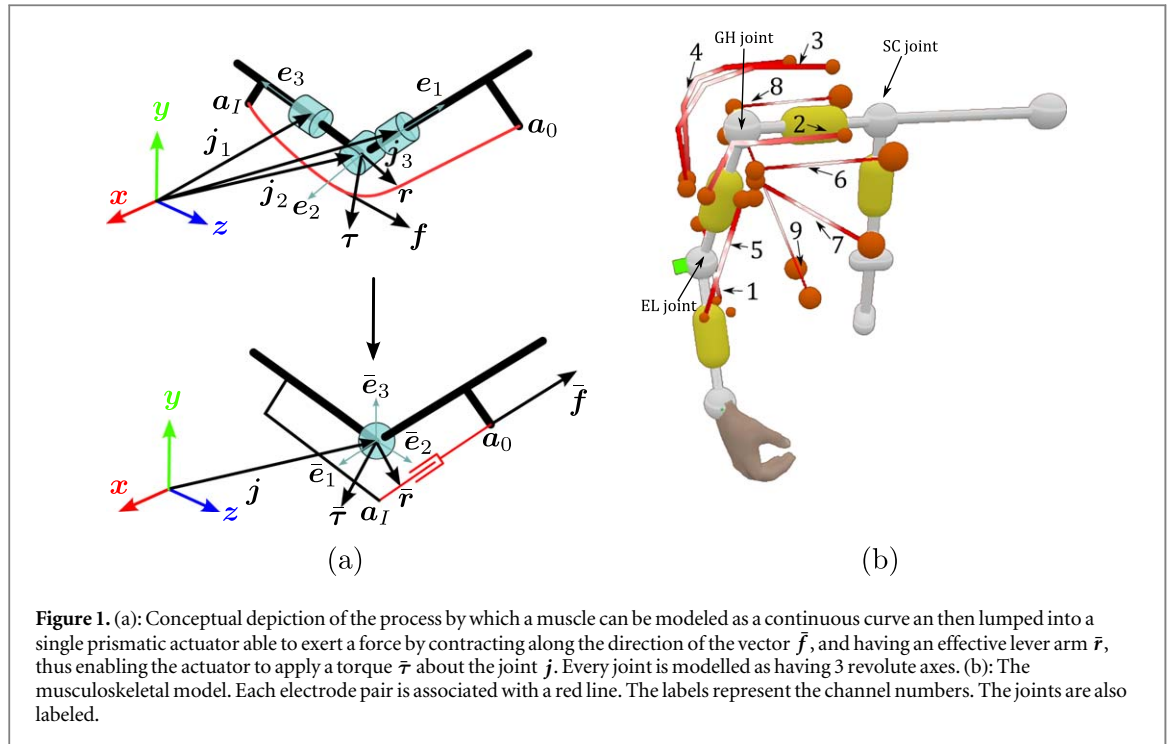 e₃
e₁
a_I
a₀
y
j₁
j₃
x
j₂
e₂
r
z
τ
f
ē₃
f̄
y
ē₂
a₀
ē₁
x
j
r̄
z
τ̄
a_I
(a)
GH joint
SC joint
4
3
8
2
6
5
9
7
EL joint
1
(b)
Figure 1. (a): Conceptual depiction of the process by which a muscle can be modeled as a continuous curve an then lumped into a
single prismatic actuator able to exert a force by contracting along the direction of the vector f̄, and having an effective lever arm r̄,
thus enabling the actuator to apply a torque τ̄ about the joint j. Every joint is modelled as having 3 revolute axes. (b): The
musculoskeletal model. Each electrode pair is associated with a red line. The labels represent the channel numbers. The joints are also
labeled.